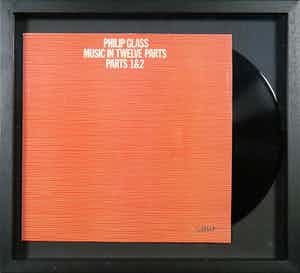 PHILIP GLASS
MUSIC IN TWELVE PARTS
PARTS 1&2